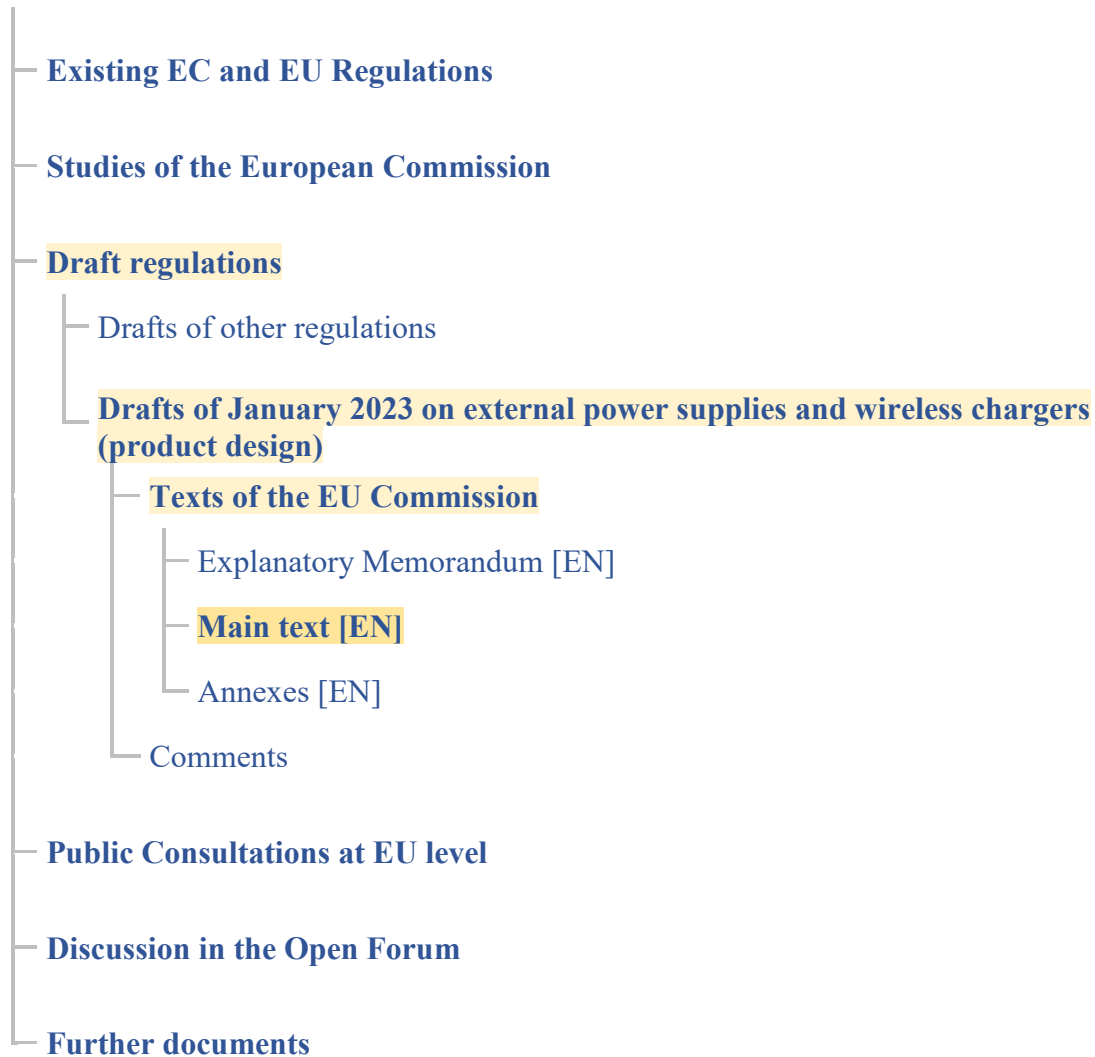 Existing EC and EU Regulations
Studies of the European Commission
Draft regulations
Drafts of other regulations
Drafts of January 2023 on external power supplies and wireless chargers
(product design)
Texts of the EU Commission
Explanatory Memorandum [EN]
Main text [EN]
Annexes [EN]
Comments
Public Consultations at EU level
Discussion in the Open Forum
Further documents